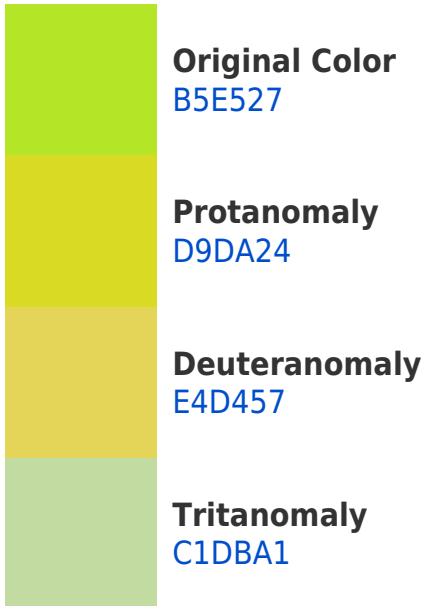 Original Color
B5E527
Protanomaly
D9DA24
Deuteranomaly
E4D457
Tritanomaly
C1DBA1